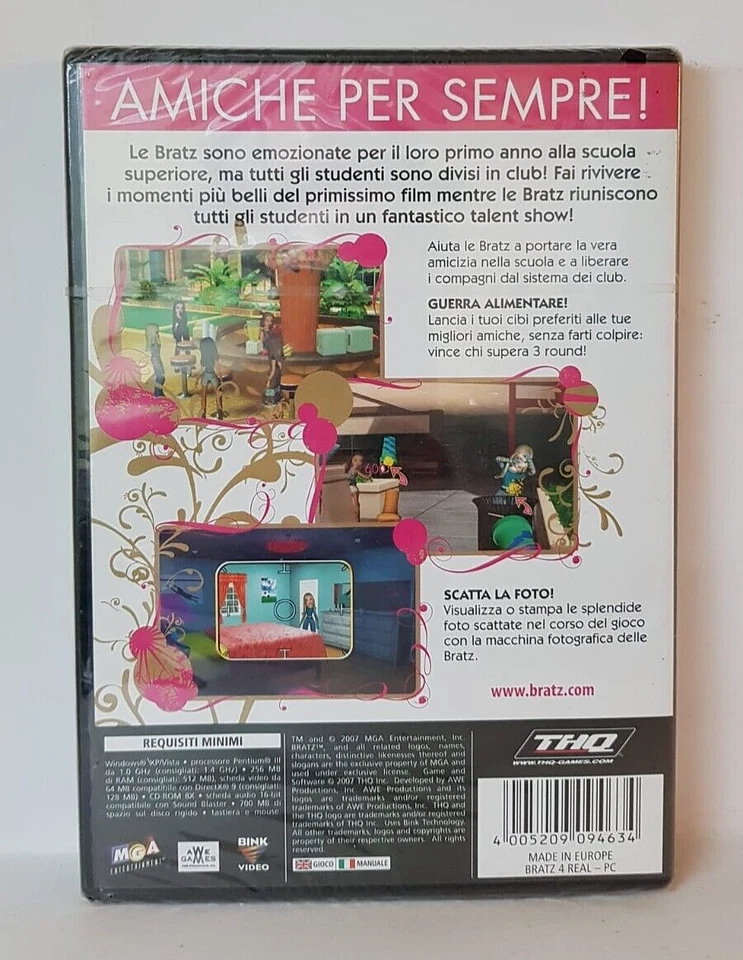 AMICHE PER SEMPRE!
Le Bratz sono emozionate per il loro primo anno alla scuola
superiore, ma tutti gli studenti sono divisi in club! Fai rivivere
i momenti più belli del primissimo film mentre le Bratz riuniscono
tutti gli studenti in un fantastico talent show!
Aiuta le Bratz a portare la vera
amicizia nella scuola e a liberare
i compagni dal sistema dei club.
GUERRA ALIMENTARE!
Lancia i tuoi cibi preferiti alle tue
migliori amiche, senza farti colpire:
vince chi supera 3 round!
SCATTA LA FOTO!
Visualizza o stampa le splendide
foto scattate nel corso del gioco
con la macchina fotografica delle
Bratz.
www.bratz.com
REQUISITI MINIMI
Windows® XP/Vista • processore Pentium® III
da 1.0 GHz (consigliati: 1.4 GHz) • 256 MB
di RAM (consigliati: 512 MB), scheda video da
64 MB compatibile con DirectX® 9 (consigliati:
128 MB) • CD-ROM 8X • scheda audio 16-bit
compatibile con Sound Blaster • 700 MB di
spazio sul disco rigido • tastiera e mouse
MGA
ENTERTAINMENT
AWE
GAMES
BINK
VIDEO
TM and © 2007 MGA Entertainment, Inc.
BRATZ™, and all related logos, names,
characters, distinctive likenesses thereof and
slogans are the exclusive property of MGA and
used under exclusive license. Game and
Software © 2007 THQ Inc. Developed by AWE
Productions, Inc. AWE Productions and its
logos are trademarks and/or registered
trademarks of AWE Productions, Inc. THQ and
the THQ logo are trademarks and/or registered
trademarks of THQ Inc. Uses Bink Technology.
All other trademarks, logos and copyrights are
property of their respective owners. All rights
reserved.
GIOCO MANUALE
THQ
WWW.THQ-GAMES.COM
4 005209 094634
MADE IN EUROPE
BRATZ 4 REAL – PC